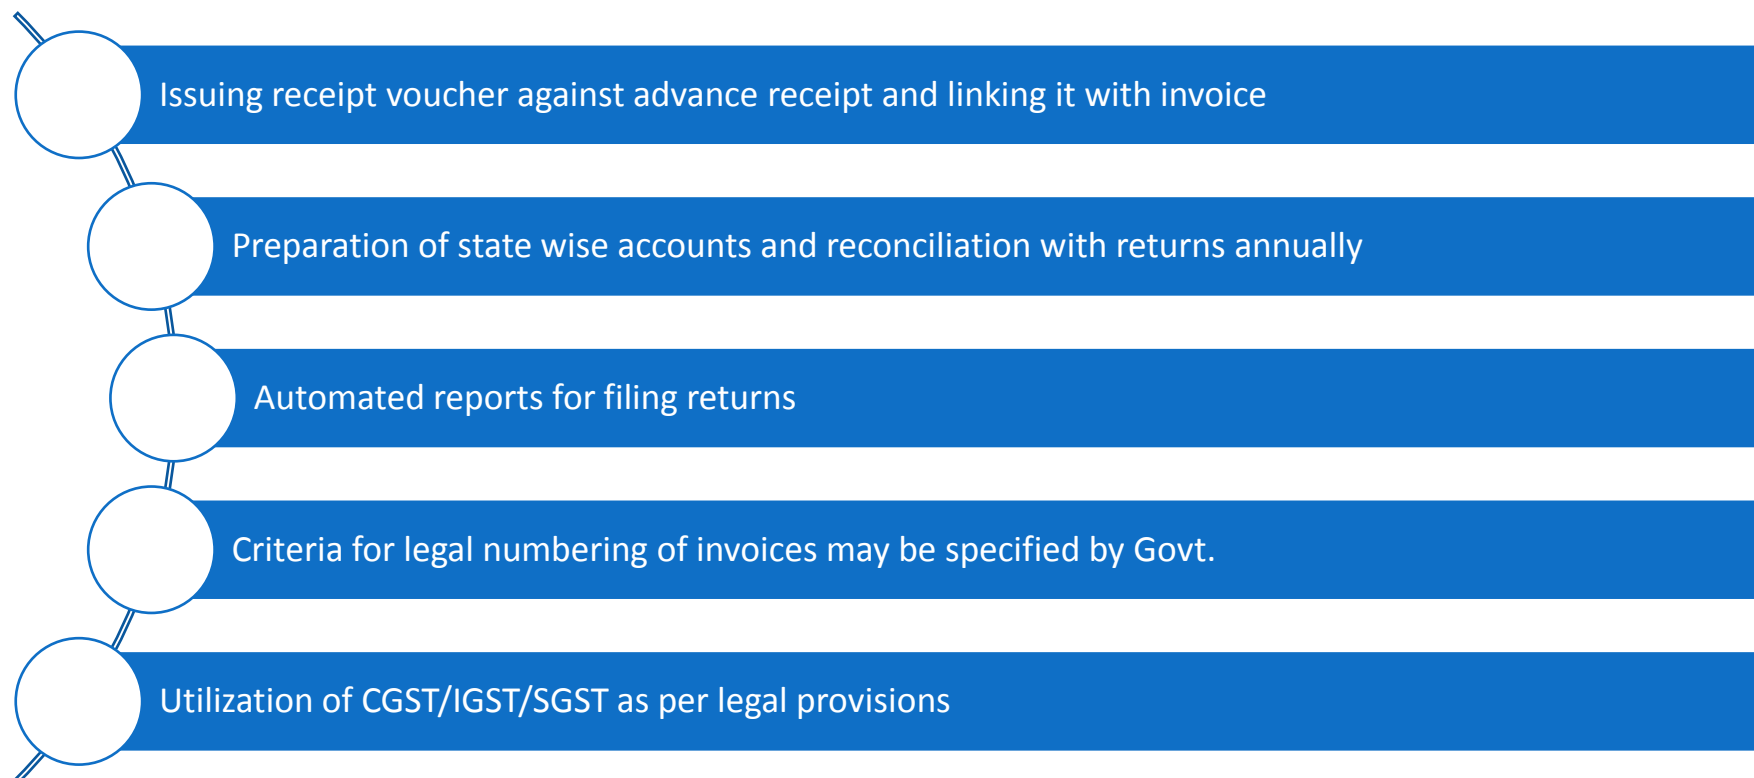 Issuing receipt voucher against advance receipt and linking it with invoice
Preparation of state wise accounts and reconciliation with returns annually
Automated reports for filing returns
Criteria for legal numbering of invoices may be specified by Govt.
Utilization of CGST/IGST/SGST as per legal provisions